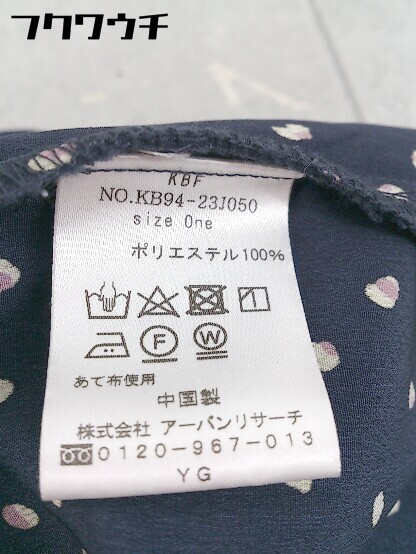 フクワウチ
KBF
NO.KB94-23J050
size One
ポリエステル100%
F W
あて布使用
中国製
株式会社 アーバンリサーチ
0120-967-013
YG